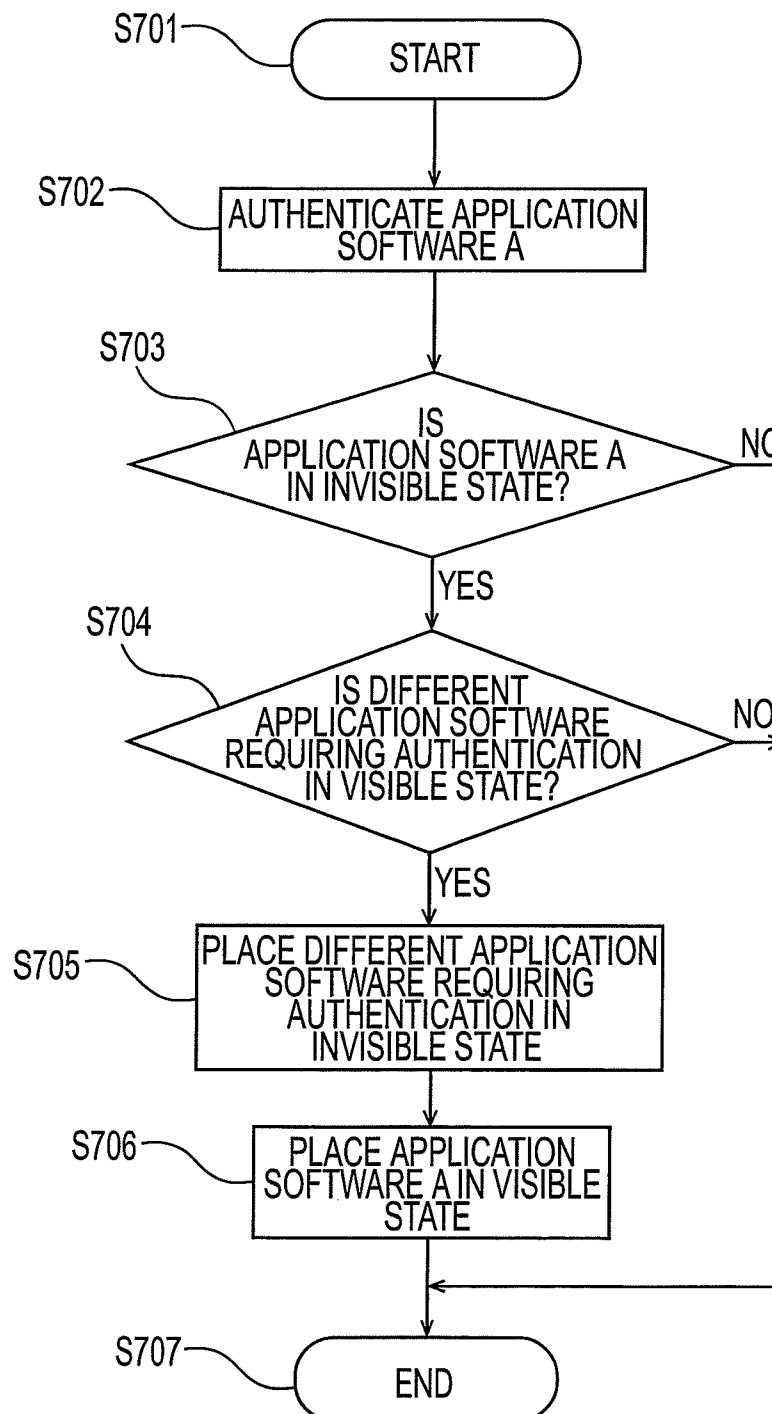 S701
START
S702
AUTHENTICATE APPLICATION
SOFTWARE A
S703
IS
APPLICATION SOFTWARE A
IN INVISIBLE STATE?
NO
YES
S704
IS DIFFERENT
APPLICATION SOFTWARE
REQUIRING AUTHENTICATION
IN VISIBLE STATE?
NO
YES
S705
PLACE DIFFERENT APPLICATION
SOFTWARE REQUIRING
AUTHENTICATION IN
INVISIBLE STATE
S706
PLACE APPLICATION
SOFTWARE A IN VISIBLE
STATE
S707
END